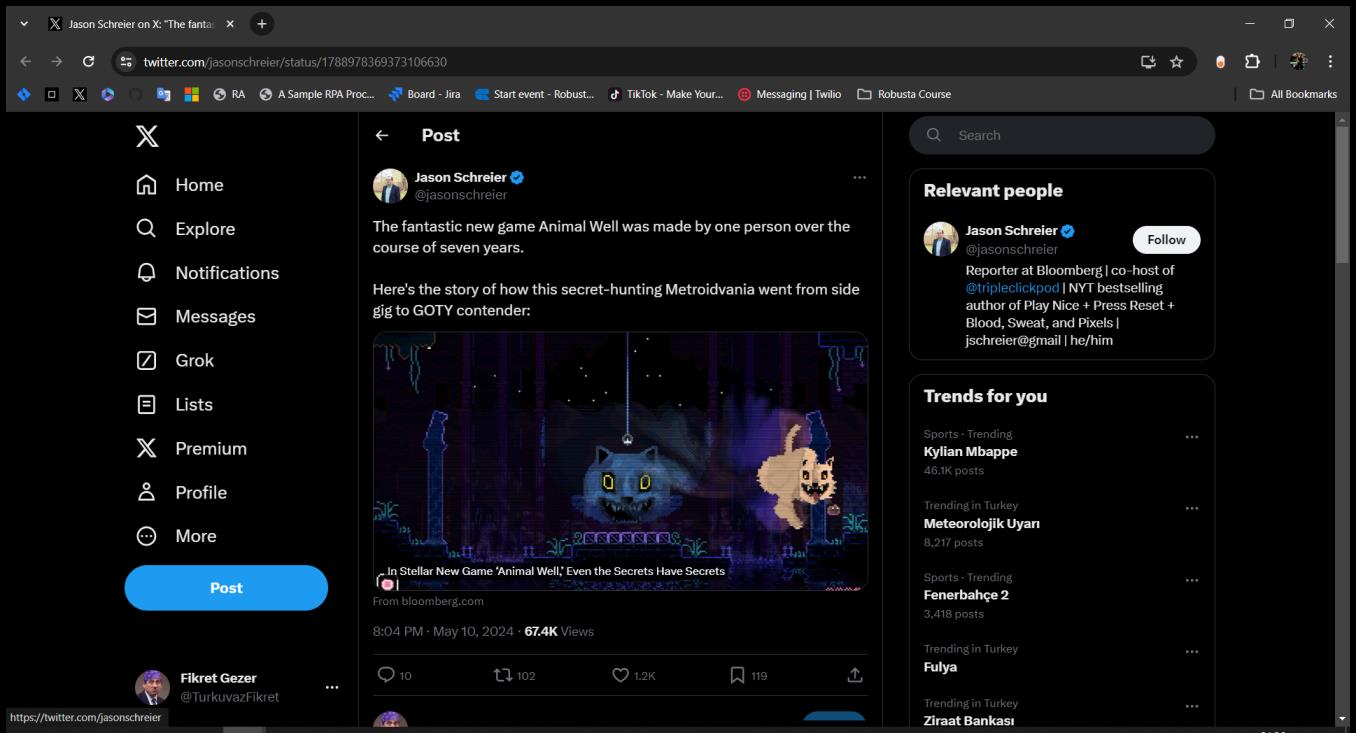 Jason Schreier on X: "The fantas
twitter.com/jasonschreier/status/1788978369373106630
RA
A Sample RPA Proc...
Board - Jira
Start event - Robust...
TikTok - Make Your...
Messaging | Twilio
Robusta Course
All Bookmarks
Home
Explore
Notifications
Messages
Grok
Lists
Premium
Profile
More
Post
Fikret Gezer
@TurkuvazFikret
https://twitter.com/jasonschreier
Post
Jason Schreier
@jasonschreier
The fantastic new game Animal Well was made by one person over the
course of seven years.
Here's the story of how this secret-hunting Metroidvania went from side
gig to GOTY contender:
In Stellar New Game 'Animal Well,' Even the Secrets Have Secrets
From bloomberg.com
8:04 PM · May 10, 2024 · 67.4K Views
10
102
1.2K
119
Search
Relevant people
Jason Schreier
@jasonschreier
Follow
Reporter at Bloomberg | co-host of
@tripleclickpod | NYT bestselling
author of Play Nice + Press Reset +
Blood, Sweat, and Pixels |
jschreier@gmail | he/him
Trends for you
Sports · Trending
Kylian Mbappe
46.1K posts
Trending in Turkey
Meteorolojik Uyarı
8,217 posts
Sports · Trending
Fenerbahçe 2
3,418 posts
Trending in Turkey
Fulya
Trending in Turkey
Ziraat Bankası